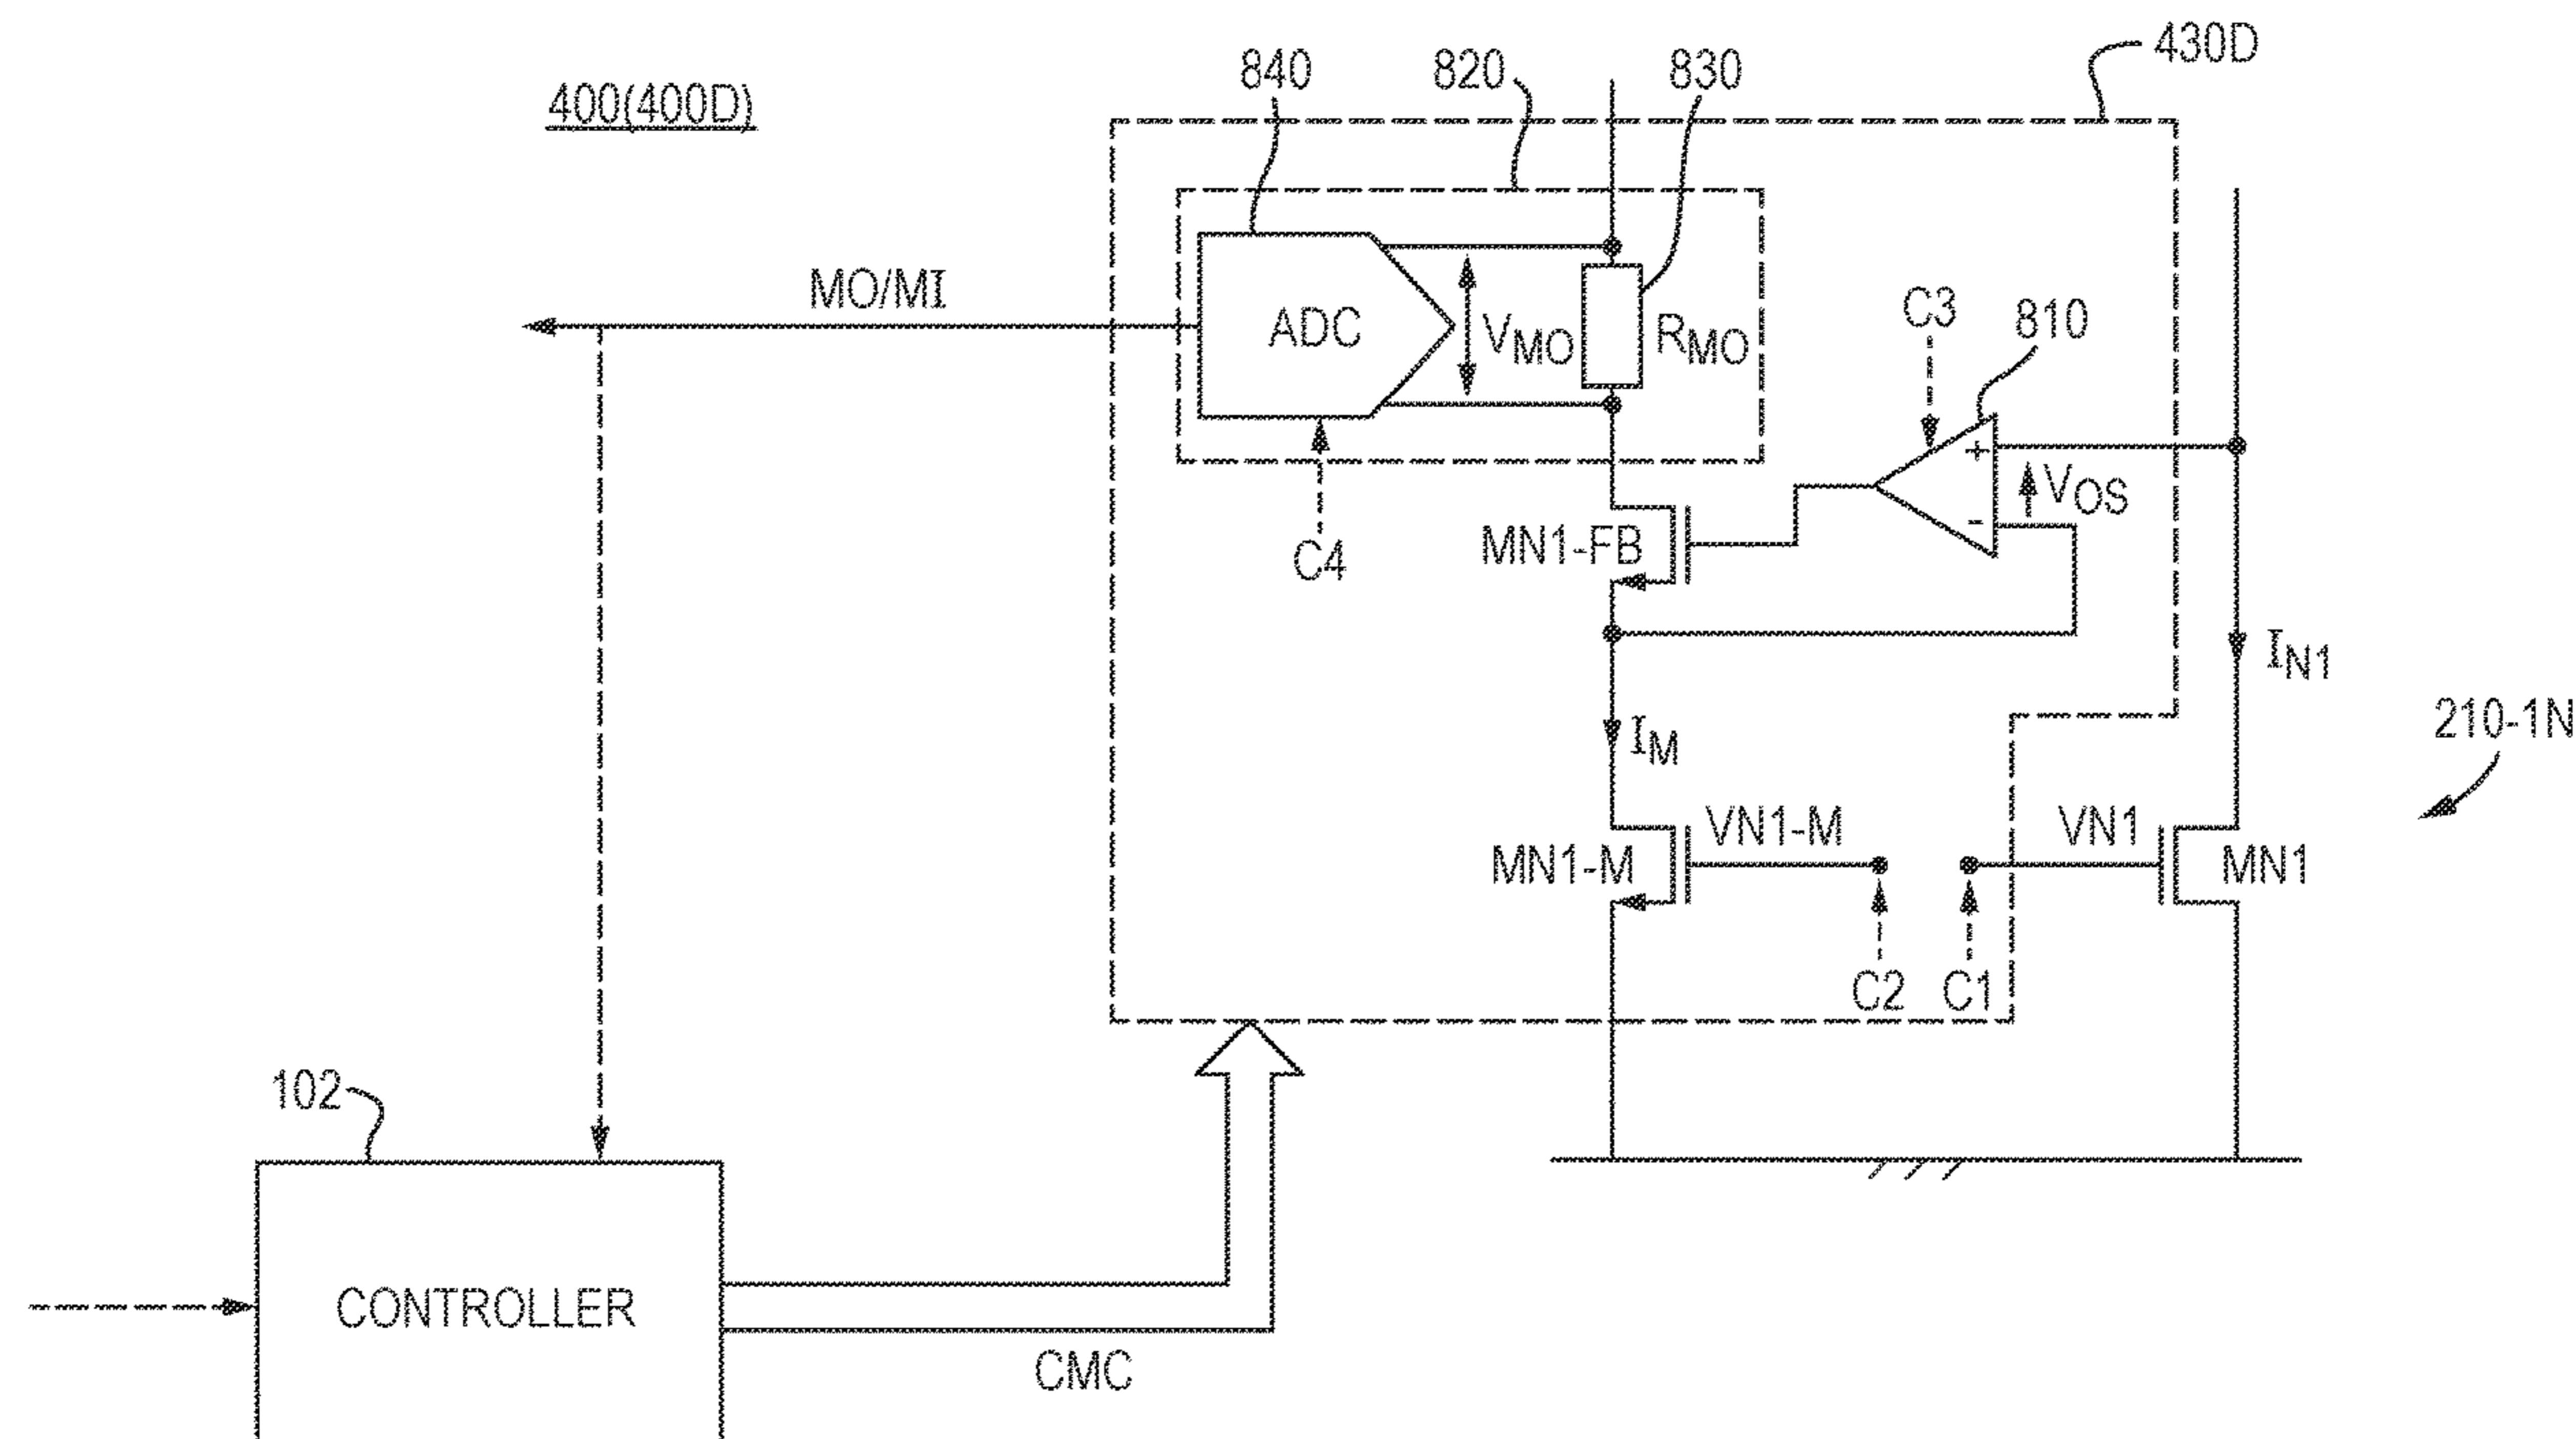 430D
840
820
830
400(400D)
MO/MI
ADC
VMO
RMO
C3
810
+
VOS
-
MN1-FB
C4
IN1
210-1N
IM
MN1-M
VN1-M
VN1
MN1
C2
C1
102
CONTROLLER
CMC